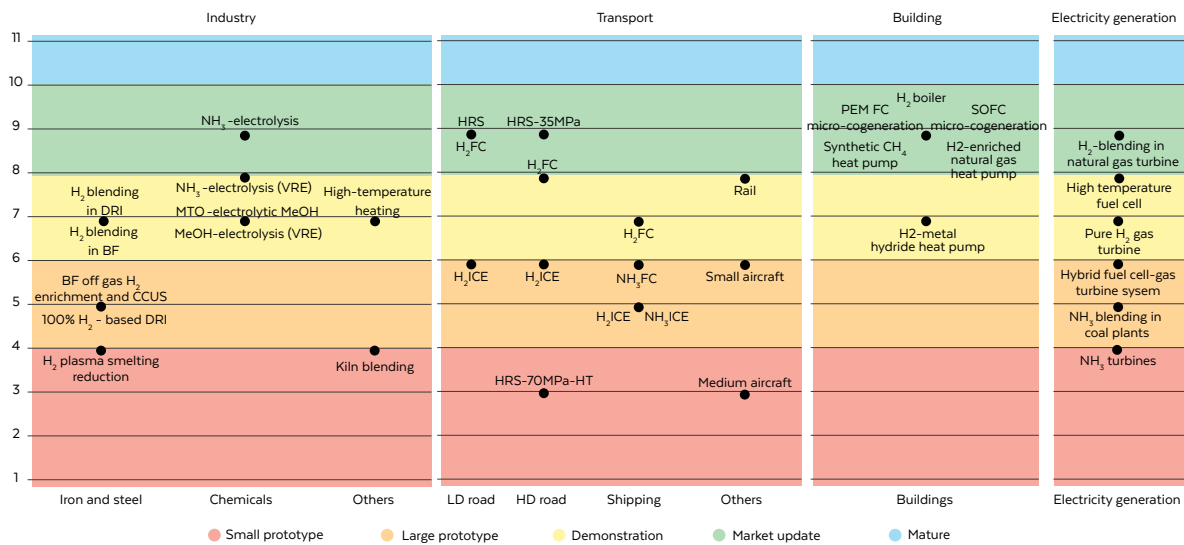 Industry
Transport
Building
Electricity generation
11
10
9
8
7
6
5
4
3
2
1
NH₃-electrolysis
NH₃-electrolysis (VRE)
MTO-electrolytic MeOH
MeOH-electrolysis (VRE)
H₂ blending
in DRI
H₂ blending
in BF
High-temperature
heating
BF off gas H₂
enrichment and CCUS
100% H₂ - based DRI
H₂ plasma smelting
reduction
Kiln blending
HRS
H₂FC
HRS-35MPa
H₂FC
Rail
H₂FC
H₂ICE
H₂ICE
NH₃FC
Small aircraft
H₂ICE
NH₃ICE
HRS-70MPa-HT
Medium aircraft
H₂ boiler
PEM FC
micro-cogeneration
SOFC
micro-cogeneration
Synthetic CH₄
heat pump
H2-enriched
natural gas
heat pump
H2-metal
hydride heat pump
H₂-blending in
natural gas turbine
High temperature
fuel cell
Pure H₂ gas
turbine
Hybrid fuel cell-gas
turbine sysem
NH₃ blending in
coal plants
NH₃ turbines
Iron and steel
Chemicals
Others
LD road
HD road
Shipping
Others
Buildings
Electricity generation
Small prototype
Large prototype
Demonstration
Market update
Mature